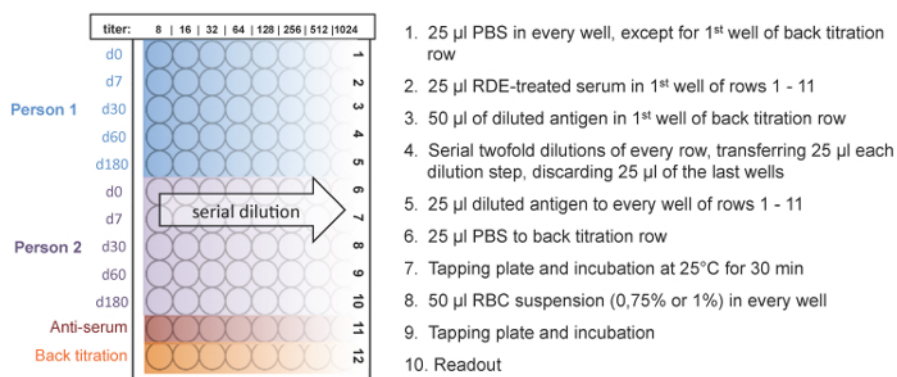 titer: 8 | 16 | 32 | 64 | 128 | 256 | 512 |1024
d0 1
d7 2
Person 1 d30 3
d60 4
d180 5
d0 6
d7 7
serial dilution
Person 2 d30 8
d60 9
d180 10
Anti-serum 11
Back titration 12
1. 25 µl PBS in every well, except for 1st well of back titration
row
2. 25 µl RDE-treated serum in 1st well of rows 1 - 11
3. 50 µl of diluted antigen in 1st well of back titration row
4. Serial twofold dilutions of every row, transferring 25 µl each
dilution step, discarding 25 µl of the last wells
5. 25 µl diluted antigen to every well of rows 1 - 11
6. 25 µl PBS to back titration row
7. Tapping plate and incubation at 25°C for 30 min
8. 50 µl RBC suspension (0,75% or 1%) in every well
9. Tapping plate and incubation
10. Readout